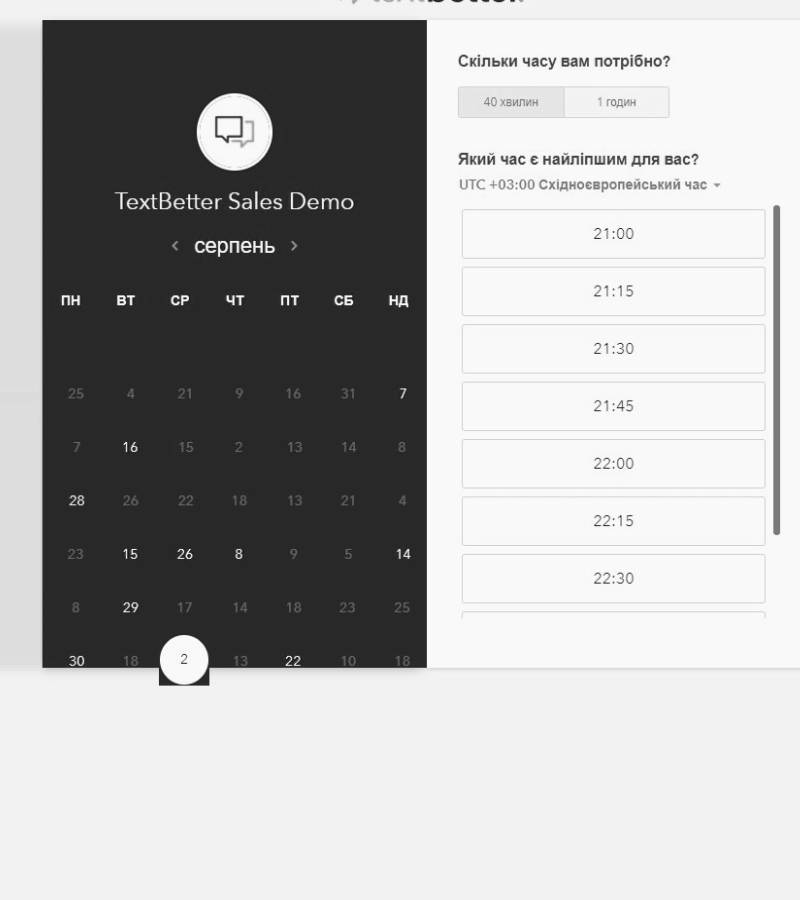 textbetter.
TextBetter Sales Demo
‹ серпень ›
ПН ВТ СР ЧТ ПТ СБ НД
25 4 21 9 16 31 7
7 16 15 2 13 14 8
28 26 22 18 13 21 4
23 15 26 8 9 5 14
8 29 17 14 18 23 25
30 18 2 13 22 10 18
Скільки часу вам потрібно?
40 хвилин 1 годин
Який час є найліпшим для вас?
UTC +03:00 Східноєвропейський час
21:00
21:15
21:30
21:45
22:00
22:15
22:30